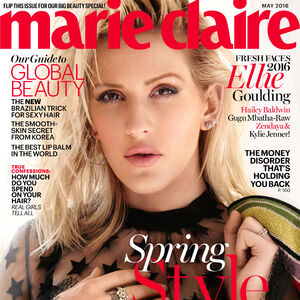 FLIP THIS ISSUE FOR OUR BIG BEAUTY SPECIAL!
MAY 2016
marie claire
Our Guide to
GLOBAL
BEAUTY
THE NEW
BRAZILIAN TRICK
FOR SEXY HAIR
THE SMOOTH-
SKIN SECRET
FROM KOREA
THE BEST LIP BALM
IN THE WORLD
TRUE
CONFESSIONS:
HOW MUCH
DO YOU
SPEND ON
YOUR HAIR?
REAL GIRLS
TELL ALL
FRESH FACES
2016
Ellie
Goulding
Hailey Baldwin
Gugu Mbatha-Raw
Zendaya &
Kylie Jenner!
THE MONEY
DISORDER
THAT'S
HOLDING
YOU BACK
P.160
Spring
Style